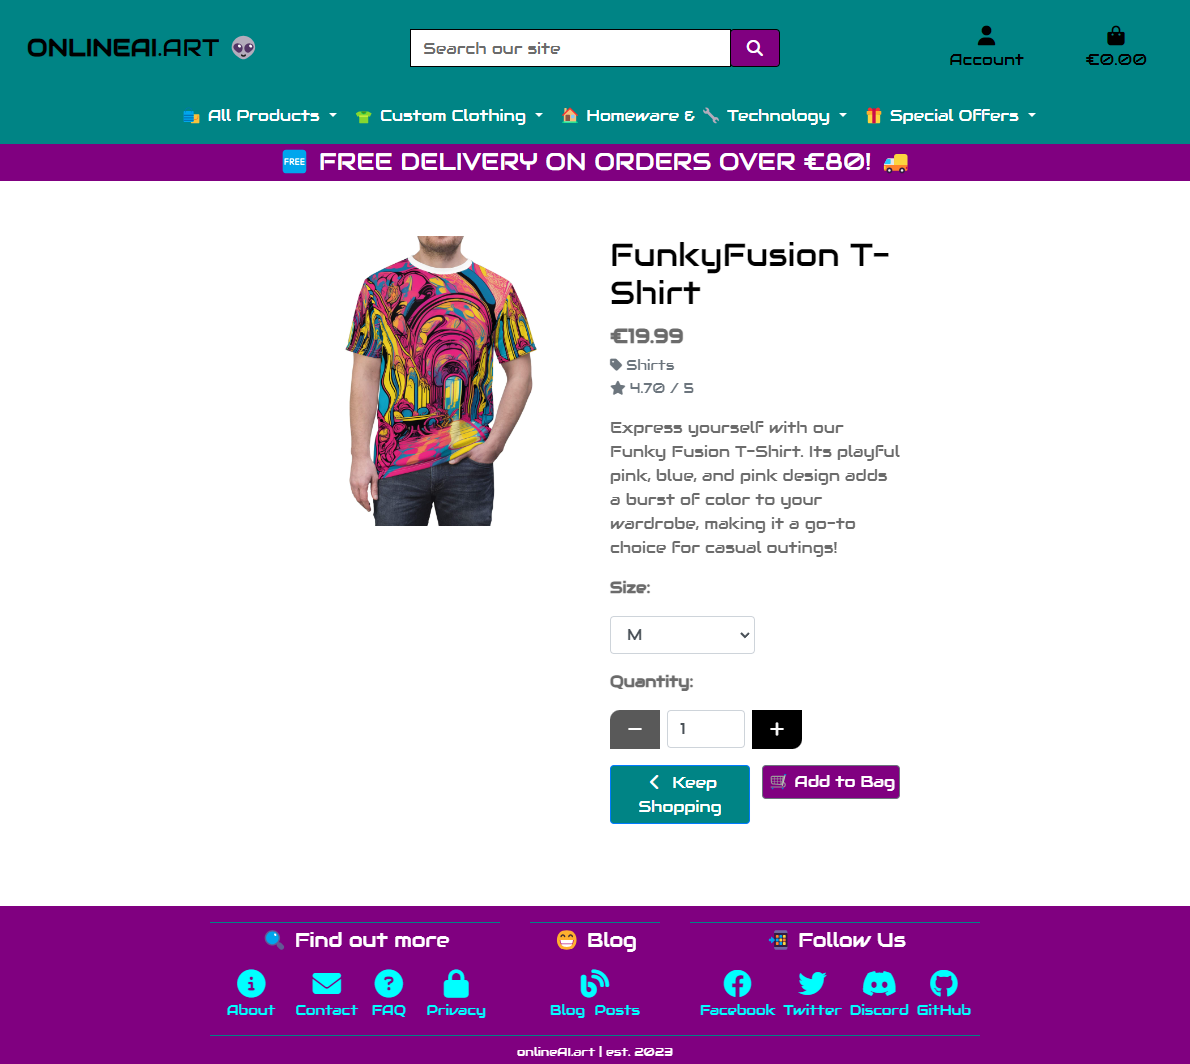 ONLINEAI.ART
Search our site
Account
€0.00
All Products
Custom Clothing
Homeware & Technology
Special Offers
FREE FREE DELIVERY ON ORDERS OVER €80!
FunkyFusion T-
Shirt
€19.99
Shirts
4.70 / 5
Express yourself with our
Funky Fusion T-Shirt. Its playful
pink, blue, and pink design adds
a burst of color to your
wardrobe, making it a go-to
choice for casual outings!
Size:
M
Quantity:
1
Keep
Shopping
Add to Bag
Find out more
About
Contact
FAQ
Privacy
Blog
Blog Posts
Follow Us
Facebook
Twitter
Discord
GitHub
onlineAI.art | est. 2023